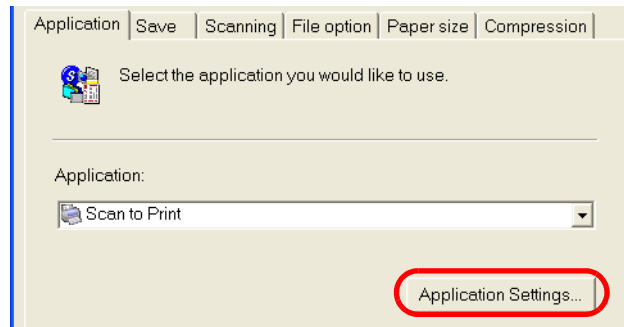 Application Save Scanning File option Paper size Compression
Select the application you would like to use.
Application:
Scan to Print
Application Settings...